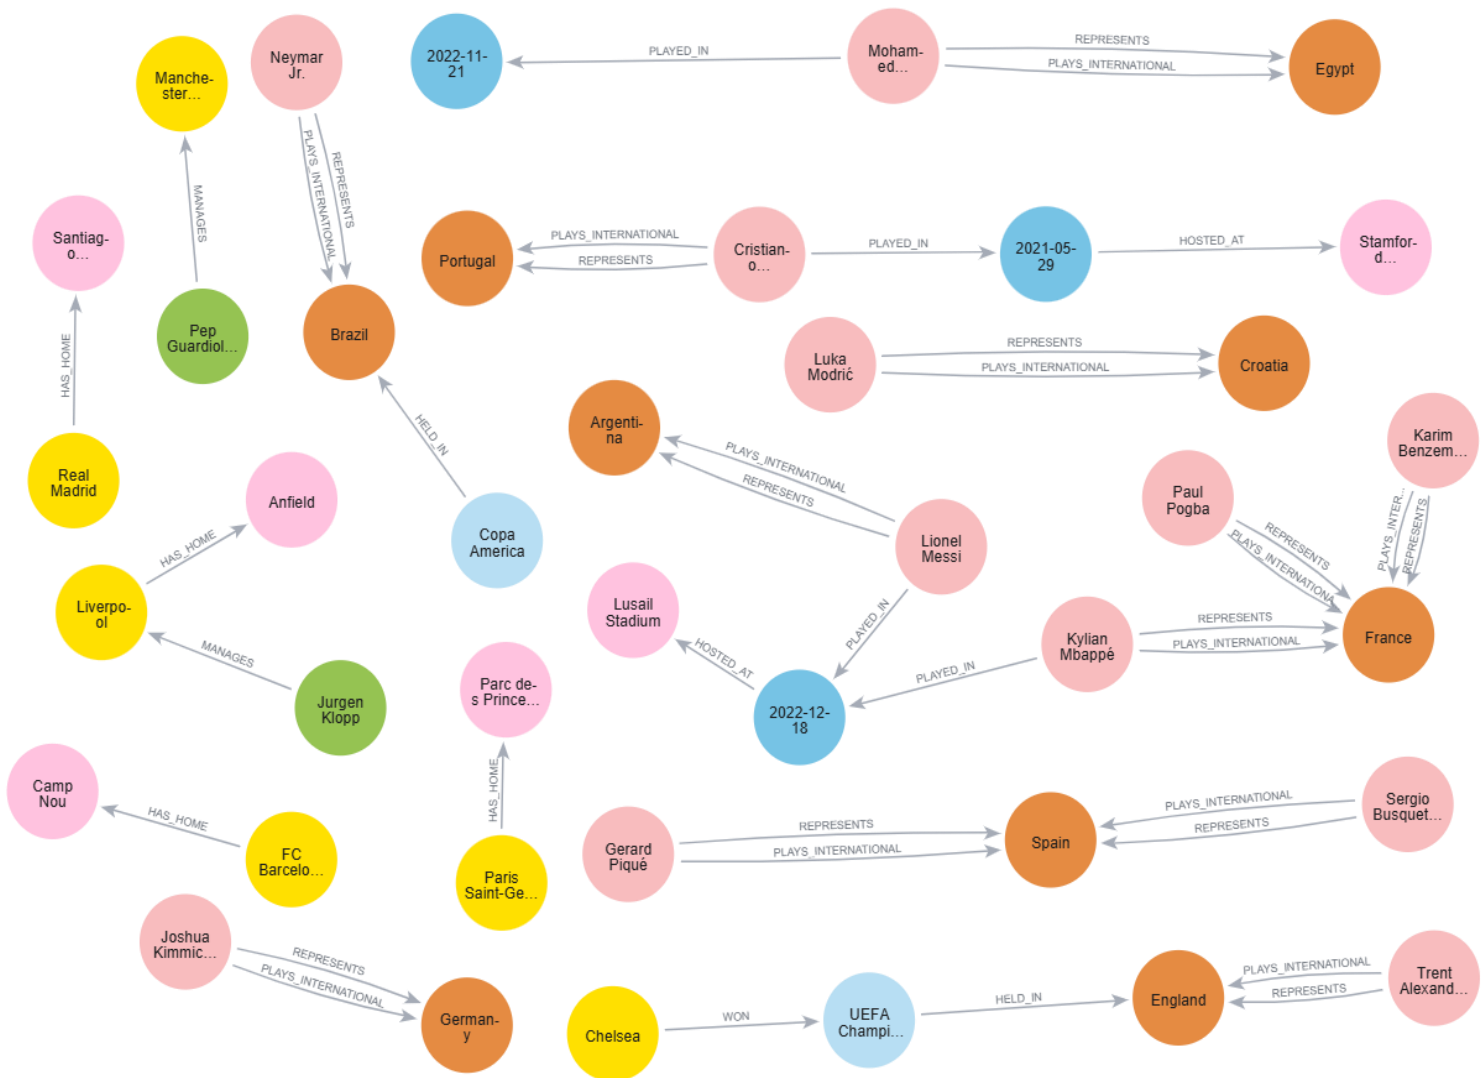 Manche-
ster...
Neymar
Jr.
2022-11-
21
PLAYED_IN
Moham-
ed...
REPRESENTS
PLAYS_INTERNATIONAL
Egypt
MANAGES
PLAYS_INTERNATIONAL
REPRESENTS
Santiag-
o...
Portugal
PLAYS_INTERNATIONAL
REPRESENTS
Cristian-
o...
PLAYED_IN
2021-05-
29
HOSTED_AT
Stamfor-
d...
HAS_HOME
Pep
Guardiol...
Brazil
Luka
Modrić
REPRESENTS
PLAYS_INTERNATIONAL
Croatia
HELD_IN
Argenti-
na
PLAYS_INTERNATIONAL
REPRESENTS
Karim
Benzem...
Real
Madrid
Anfield
Copa
America
Lionel
Messi
Paul
Pogba
REPRESENTS
PLAYS_INTERNATIONA
PLAYS_INTER...
REPRESENTS
HAS_HOME
Liverpo-
ol
MANAGES
Jurgen
Klopp
Lusail
Stadium
HOSTED_AT
PLAYED_IN
PLAYED_IN
Kylian
Mbappé
REPRESENTS
PLAYS_INTERNATIONAL
France
Parc de-
s Prince...
2022-12-
18
HAS_HOME
Camp
Nou
HAS_HOME
FC
Barcelo...
Paris
Saint-Ge...
Gerard
Piqué
REPRESENTS
PLAYS_INTERNATIONAL
Spain
PLAYS_INTERNATIONAL
REPRESENTS
Sergio
Busquet...
Joshua
Kimmic...
REPRESENTS
PLAYS_INTERNATIONAL
German-
y
Chelsea
WON
UEFA
Champi...
HELD_IN
England
PLAYS_INTERNATIONAL
REPRESENTS
Trent
Alexand...